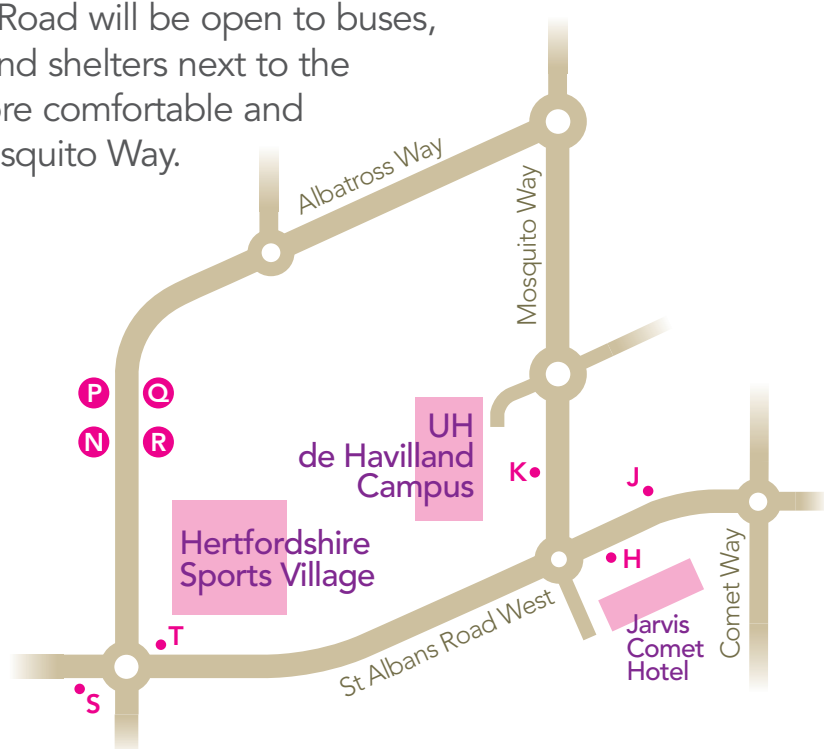 Road will be open to buses,
nd shelters next to the
re comfortable and
squito Way.
Albatross Way
Mosquito Way
P
Q
N
R
UH
de Havilland
Campus
K
J
H
Hertfordshire
Sports Village
T
S
St Albans Road West
Jarvis
Comet
Hotel
Comet Way